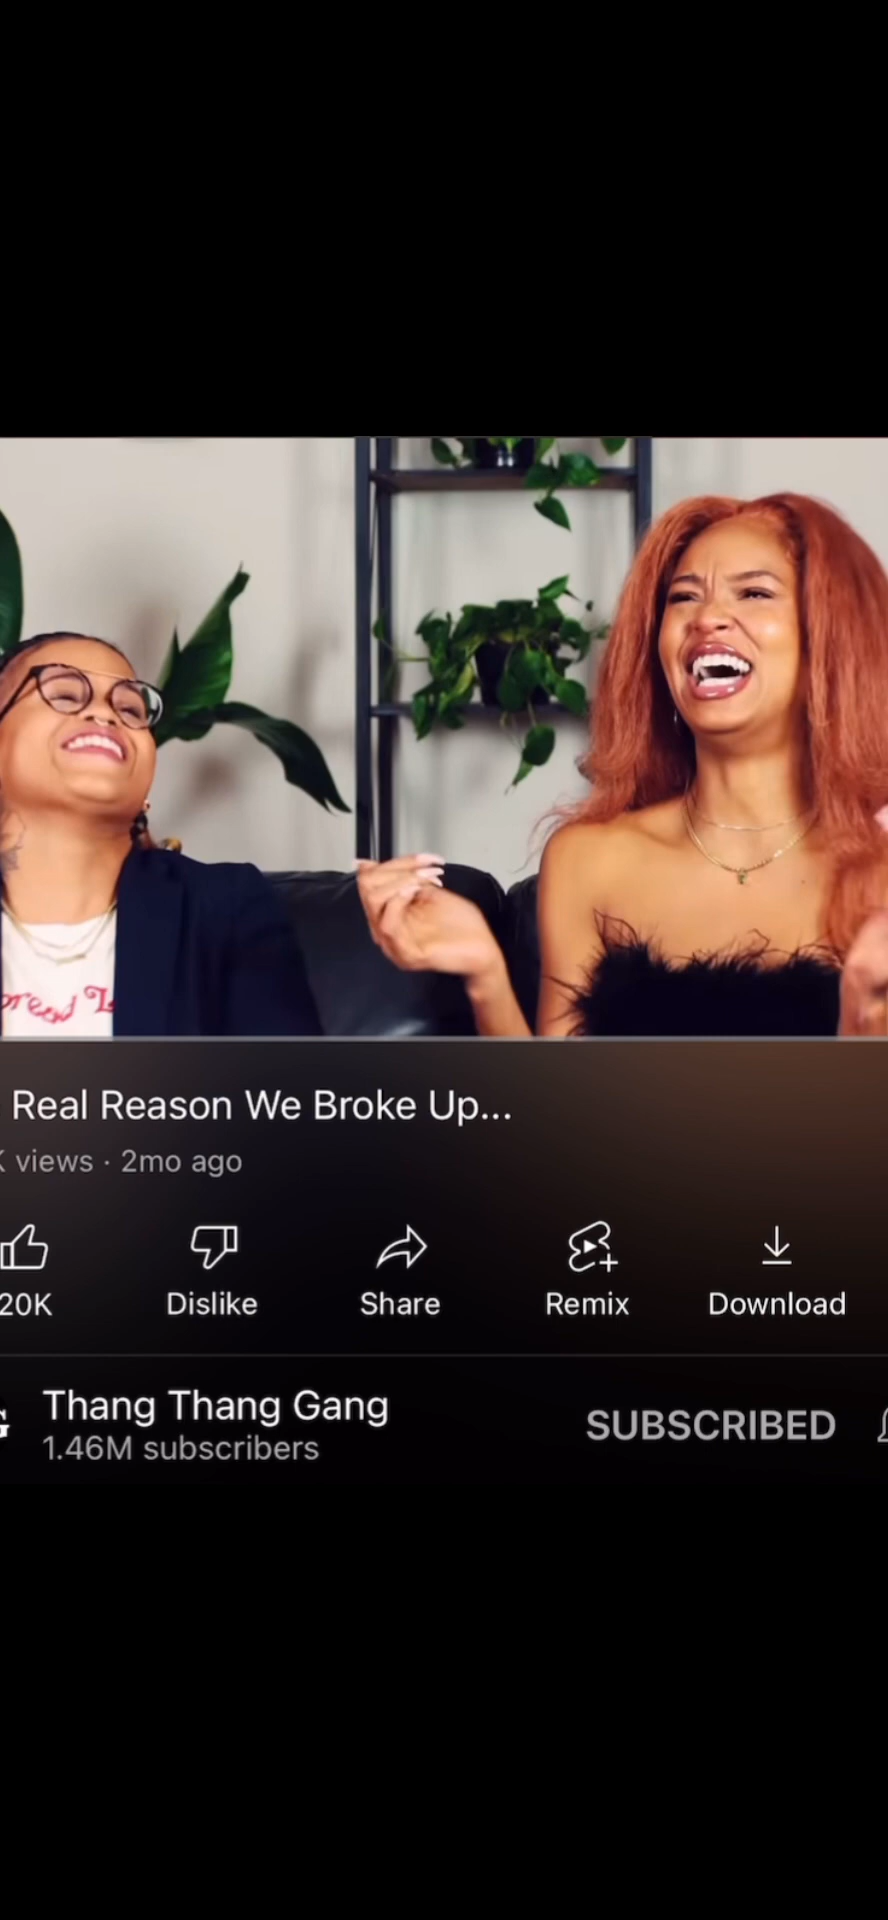 Real Reason We Broke Up...
K views · 2mo ago
20K
Dislike
Share
Remix
Download
Thang Thang Gang
1.46M subscribers
SUBSCRIBED